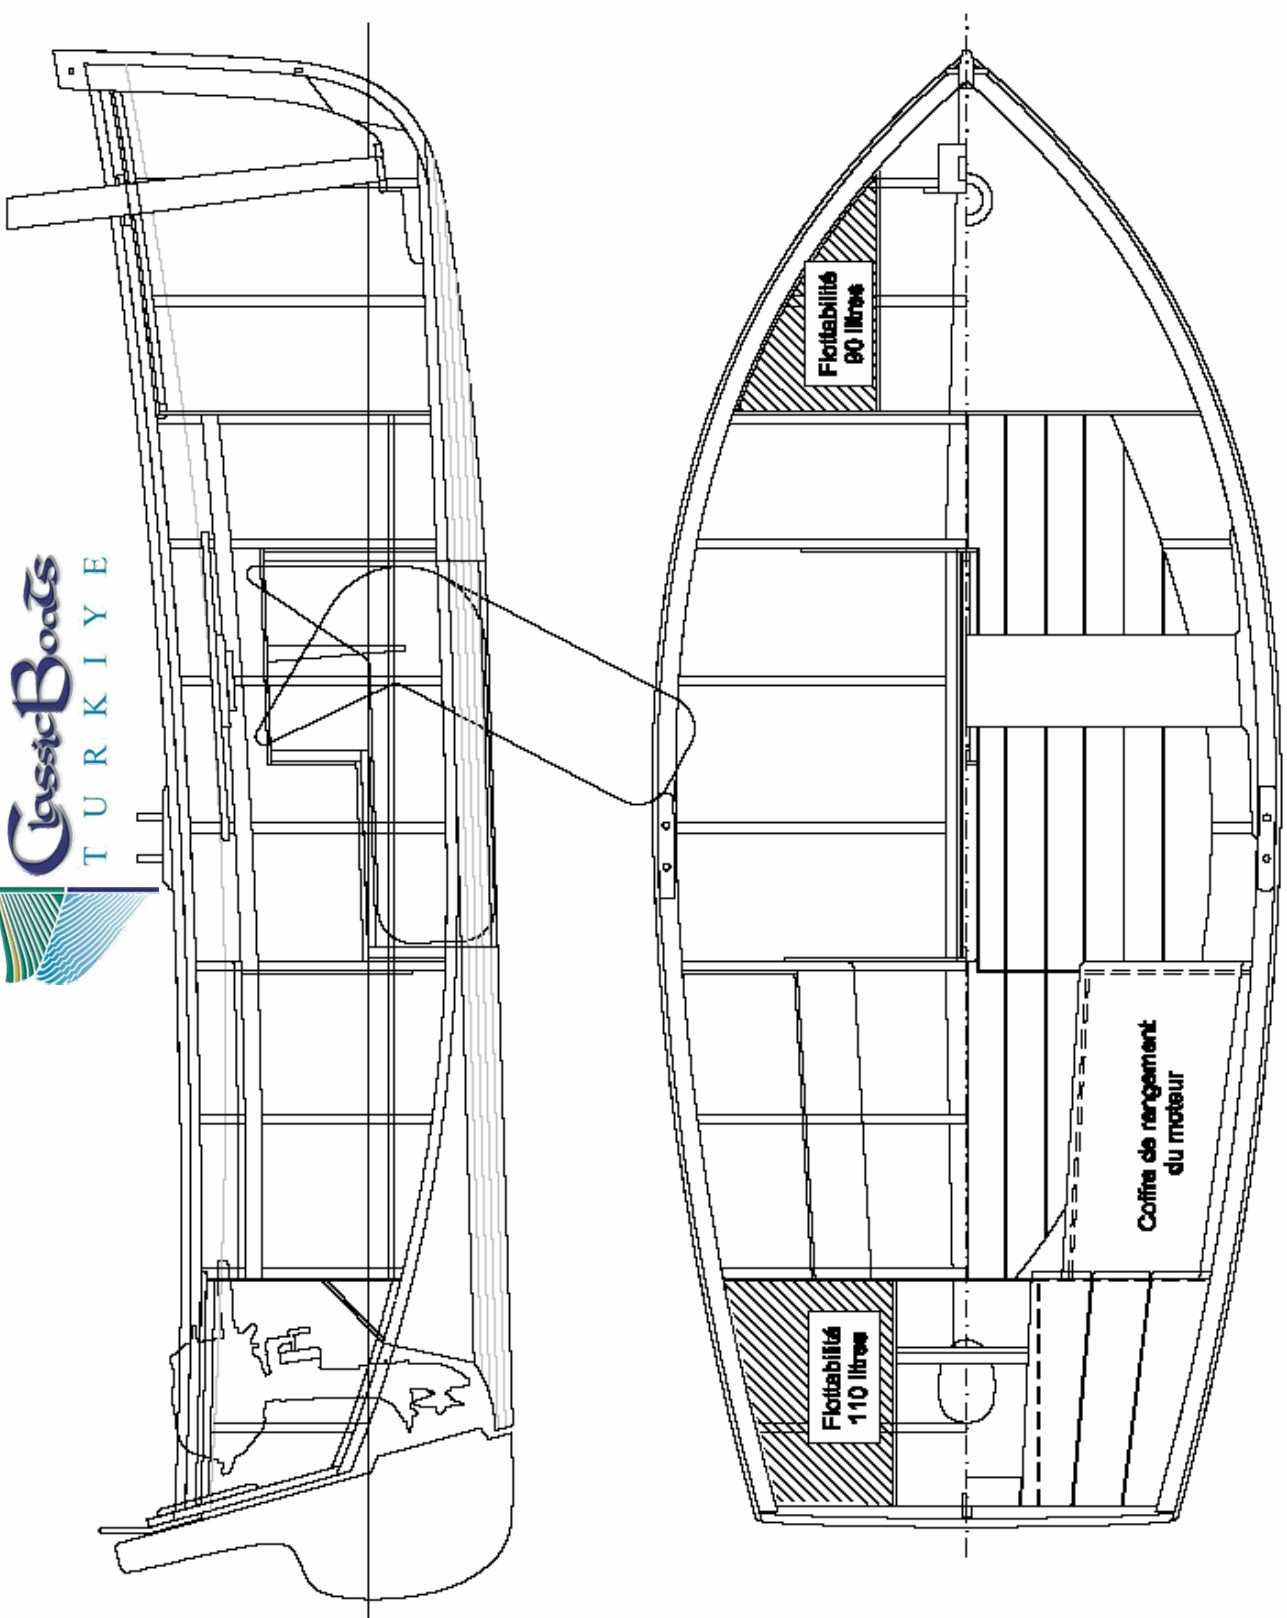 ClassicBoats
TURKIYE
Flottabilité
90 litres
Coffre de rangement
du moteur
Flottabilité
110 litres